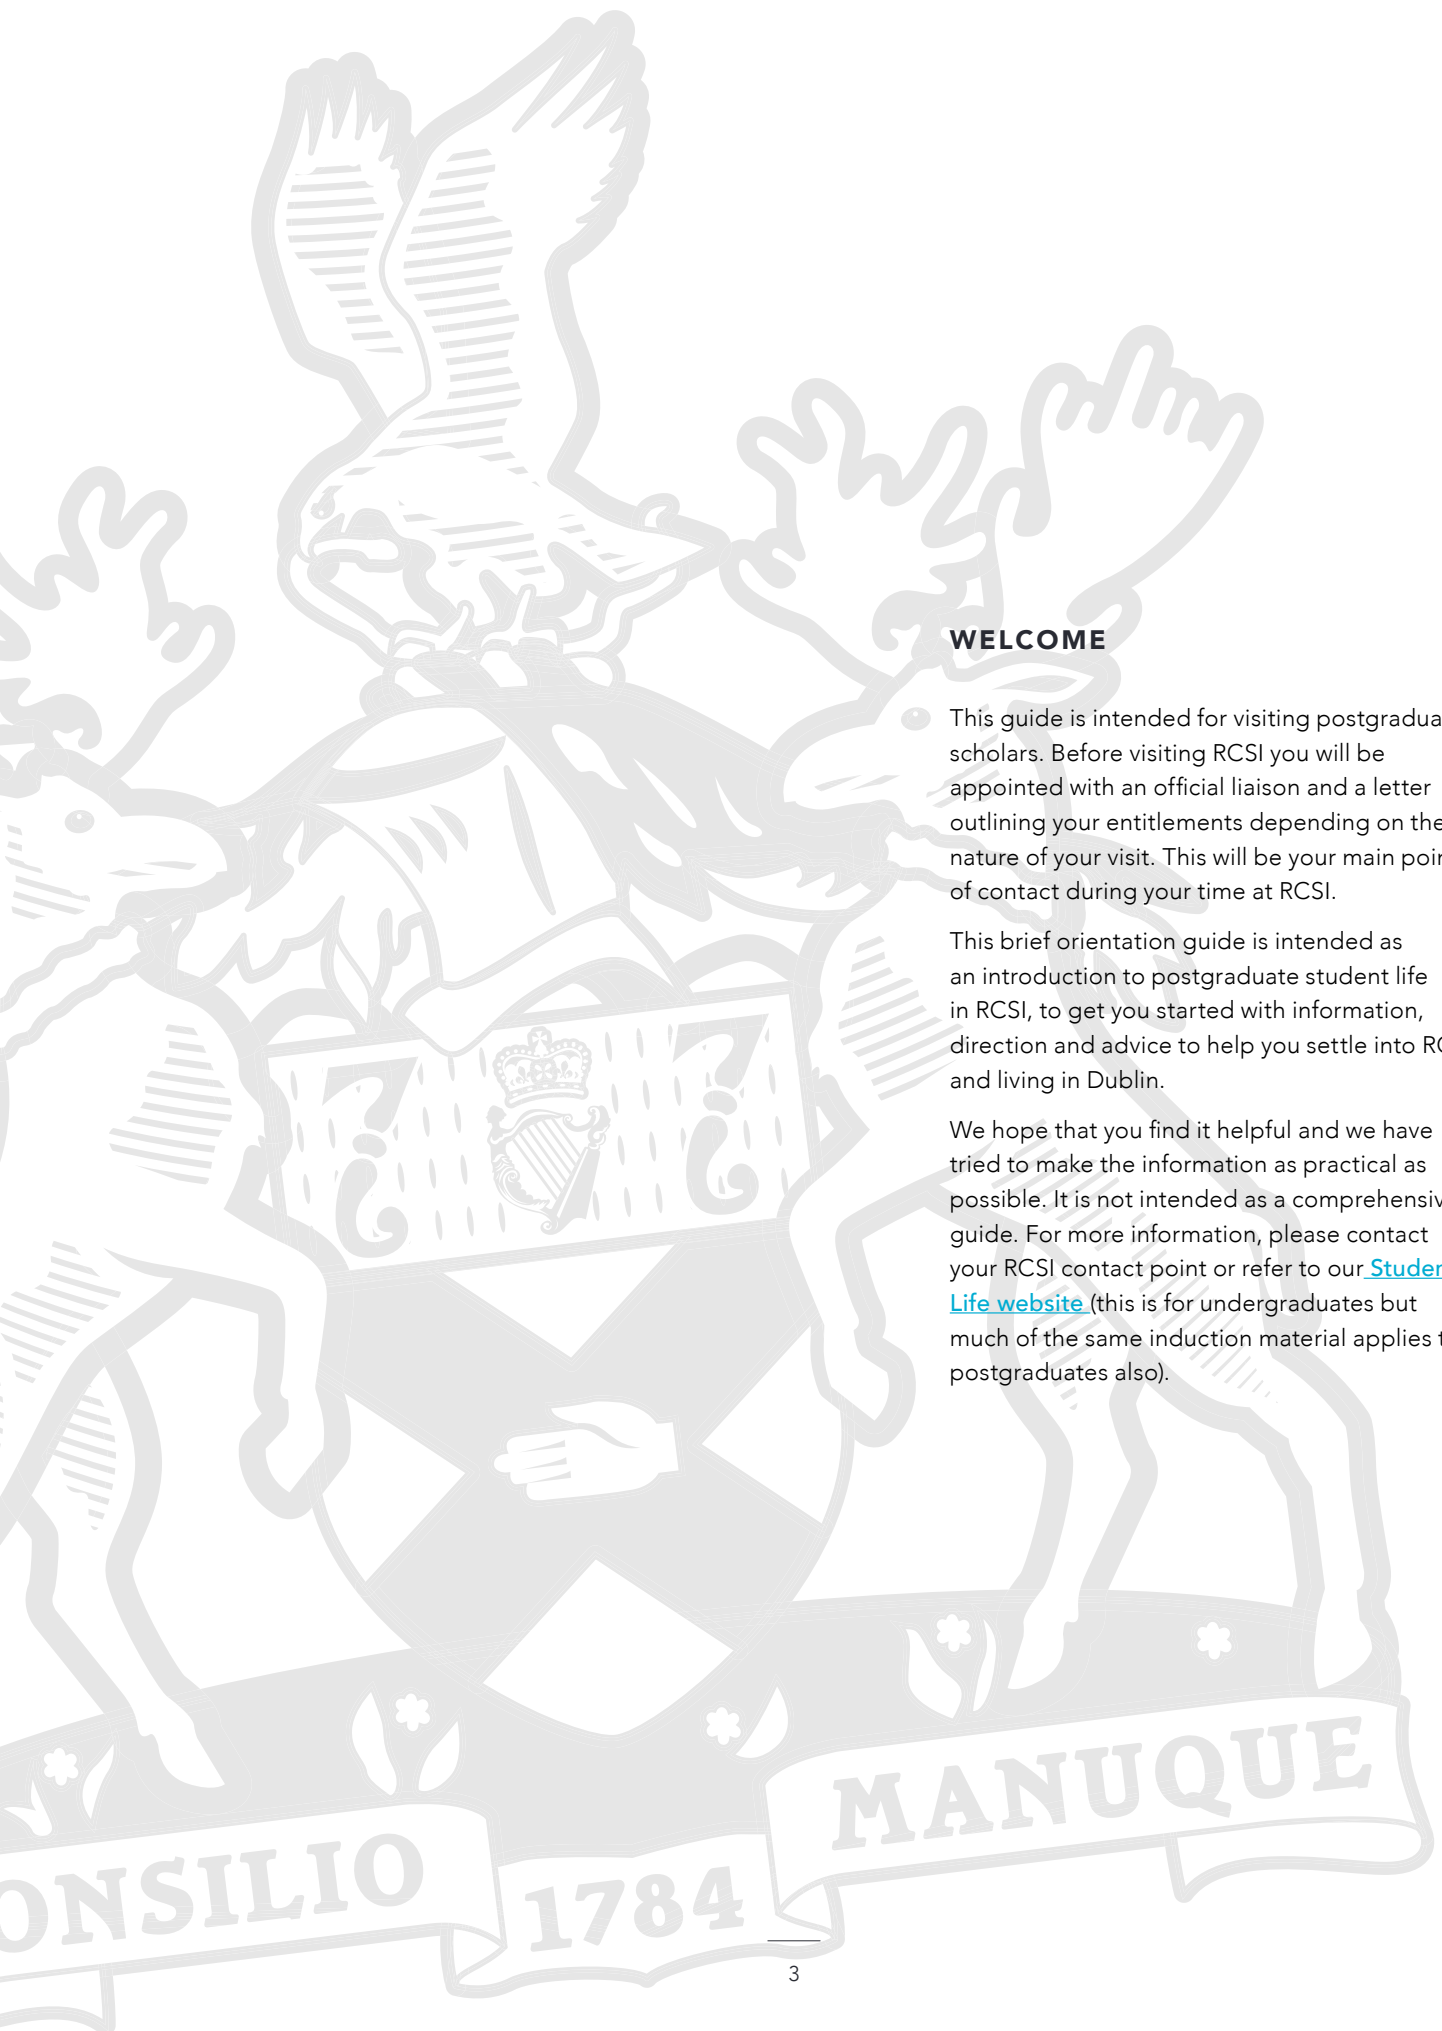 WELCOME
This guide is intended for visiting postgradua
scholars. Before visiting RCSI you will be
appointed with an official liaison and a letter
outlining your entitlements depending on the
nature of your visit. This will be your main poin
of contact during your time at RCSI.
This brief orientation guide is intended as
an introduction to postgraduate student life
in RCSI, to get you started with information,
direction and advice to help you settle into RC
and living in Dublin.
We hope that you find it helpful and we have
tried to make the information as practical as
possible. It is not intended as a comprehensiv
guide. For more information, please contact
your RCSI contact point or refer to our Studen
Life website (this is for undergraduates but
much of the same induction material applies t
postgraduates also).
ONSILIO 1784 MANUQUE
3